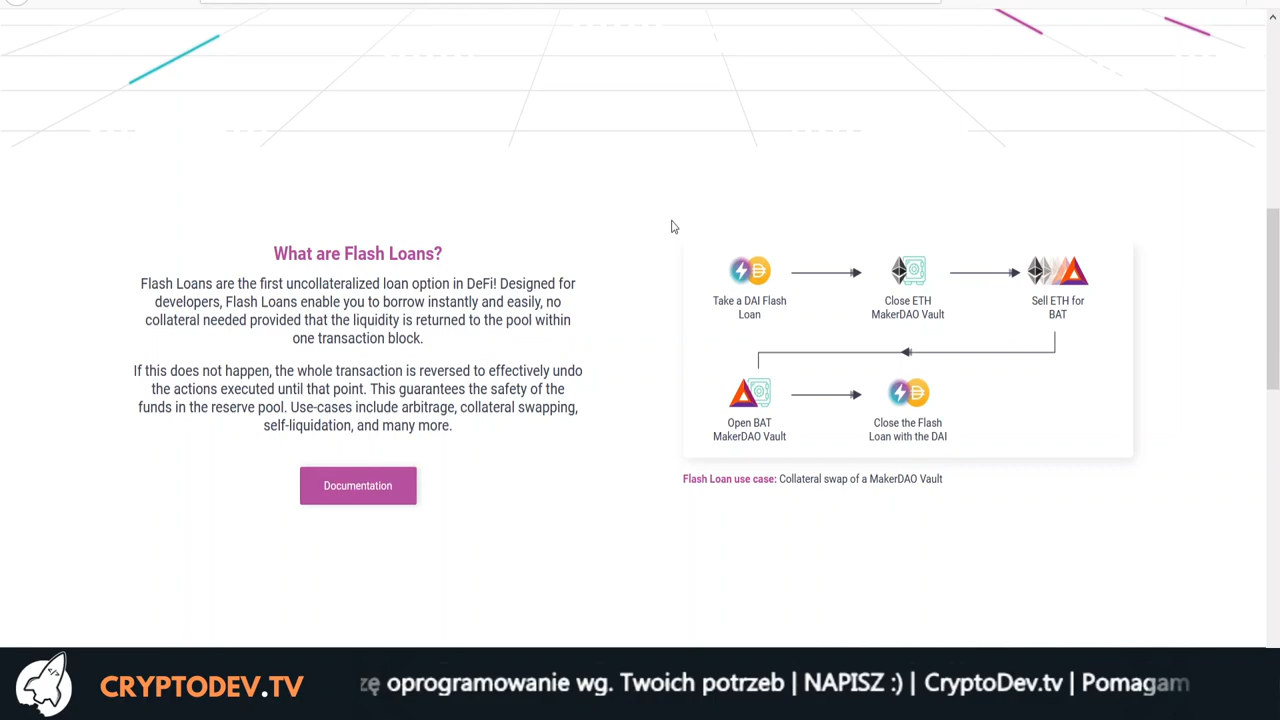 What are Flash Loans?
Flash Loans are the first uncollateralized loan option in DeFi! Designed for
developers, Flash Loans enable you to borrow instantly and easily, no
collateral needed provided that the liquidity is returned to the pool within
one transaction block.
If this does not happen, the whole transaction is reversed to effectively undo
the actions executed until that point. This guarantees the safety of the
funds in the reserve pool. Use-cases include arbitrage, collateral swapping,
self-liquidation, and many more.
Documentation
Take a DAI Flash
Loan
Close ETH
MakerDAO Vault
Sell ETH for
BAT
Open BAT
MakerDAO Vault
Close the Flash
Loan with the DAI
Flash Loan use case: Collateral swap of a MakerDAO Vault
CRYPTODEV.TV
zę oprogramowanie wg. Twoich potrzeb | NAPISZ :) | CryptoDev.tv | Pomagam